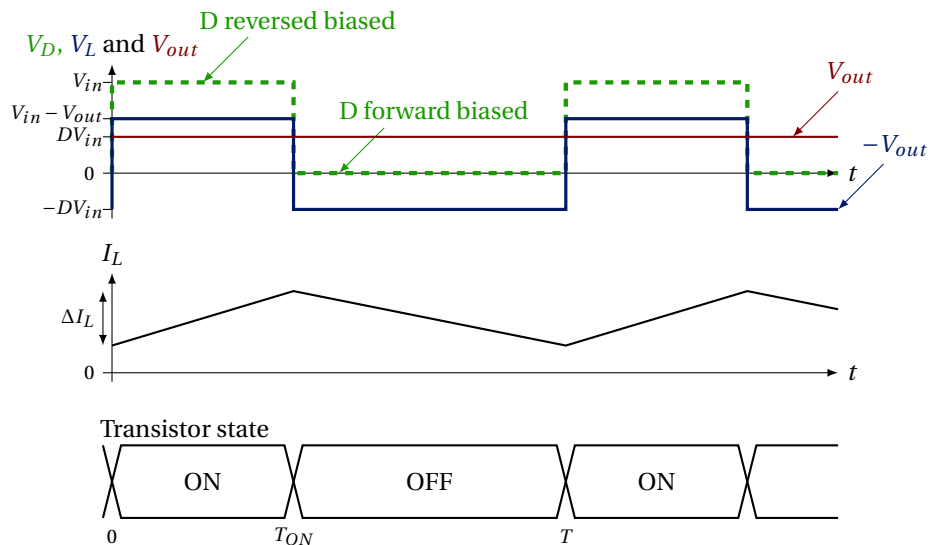 D reversed biased
V_D, V_L and V_out
V_in
V_out
V_in − V_out
D forward biased
DV_in
−V_out
0
t
−DV_in
I_L
ΔI_L
0
t
Transistor state
ON
OFF
ON
0
T_ON
T